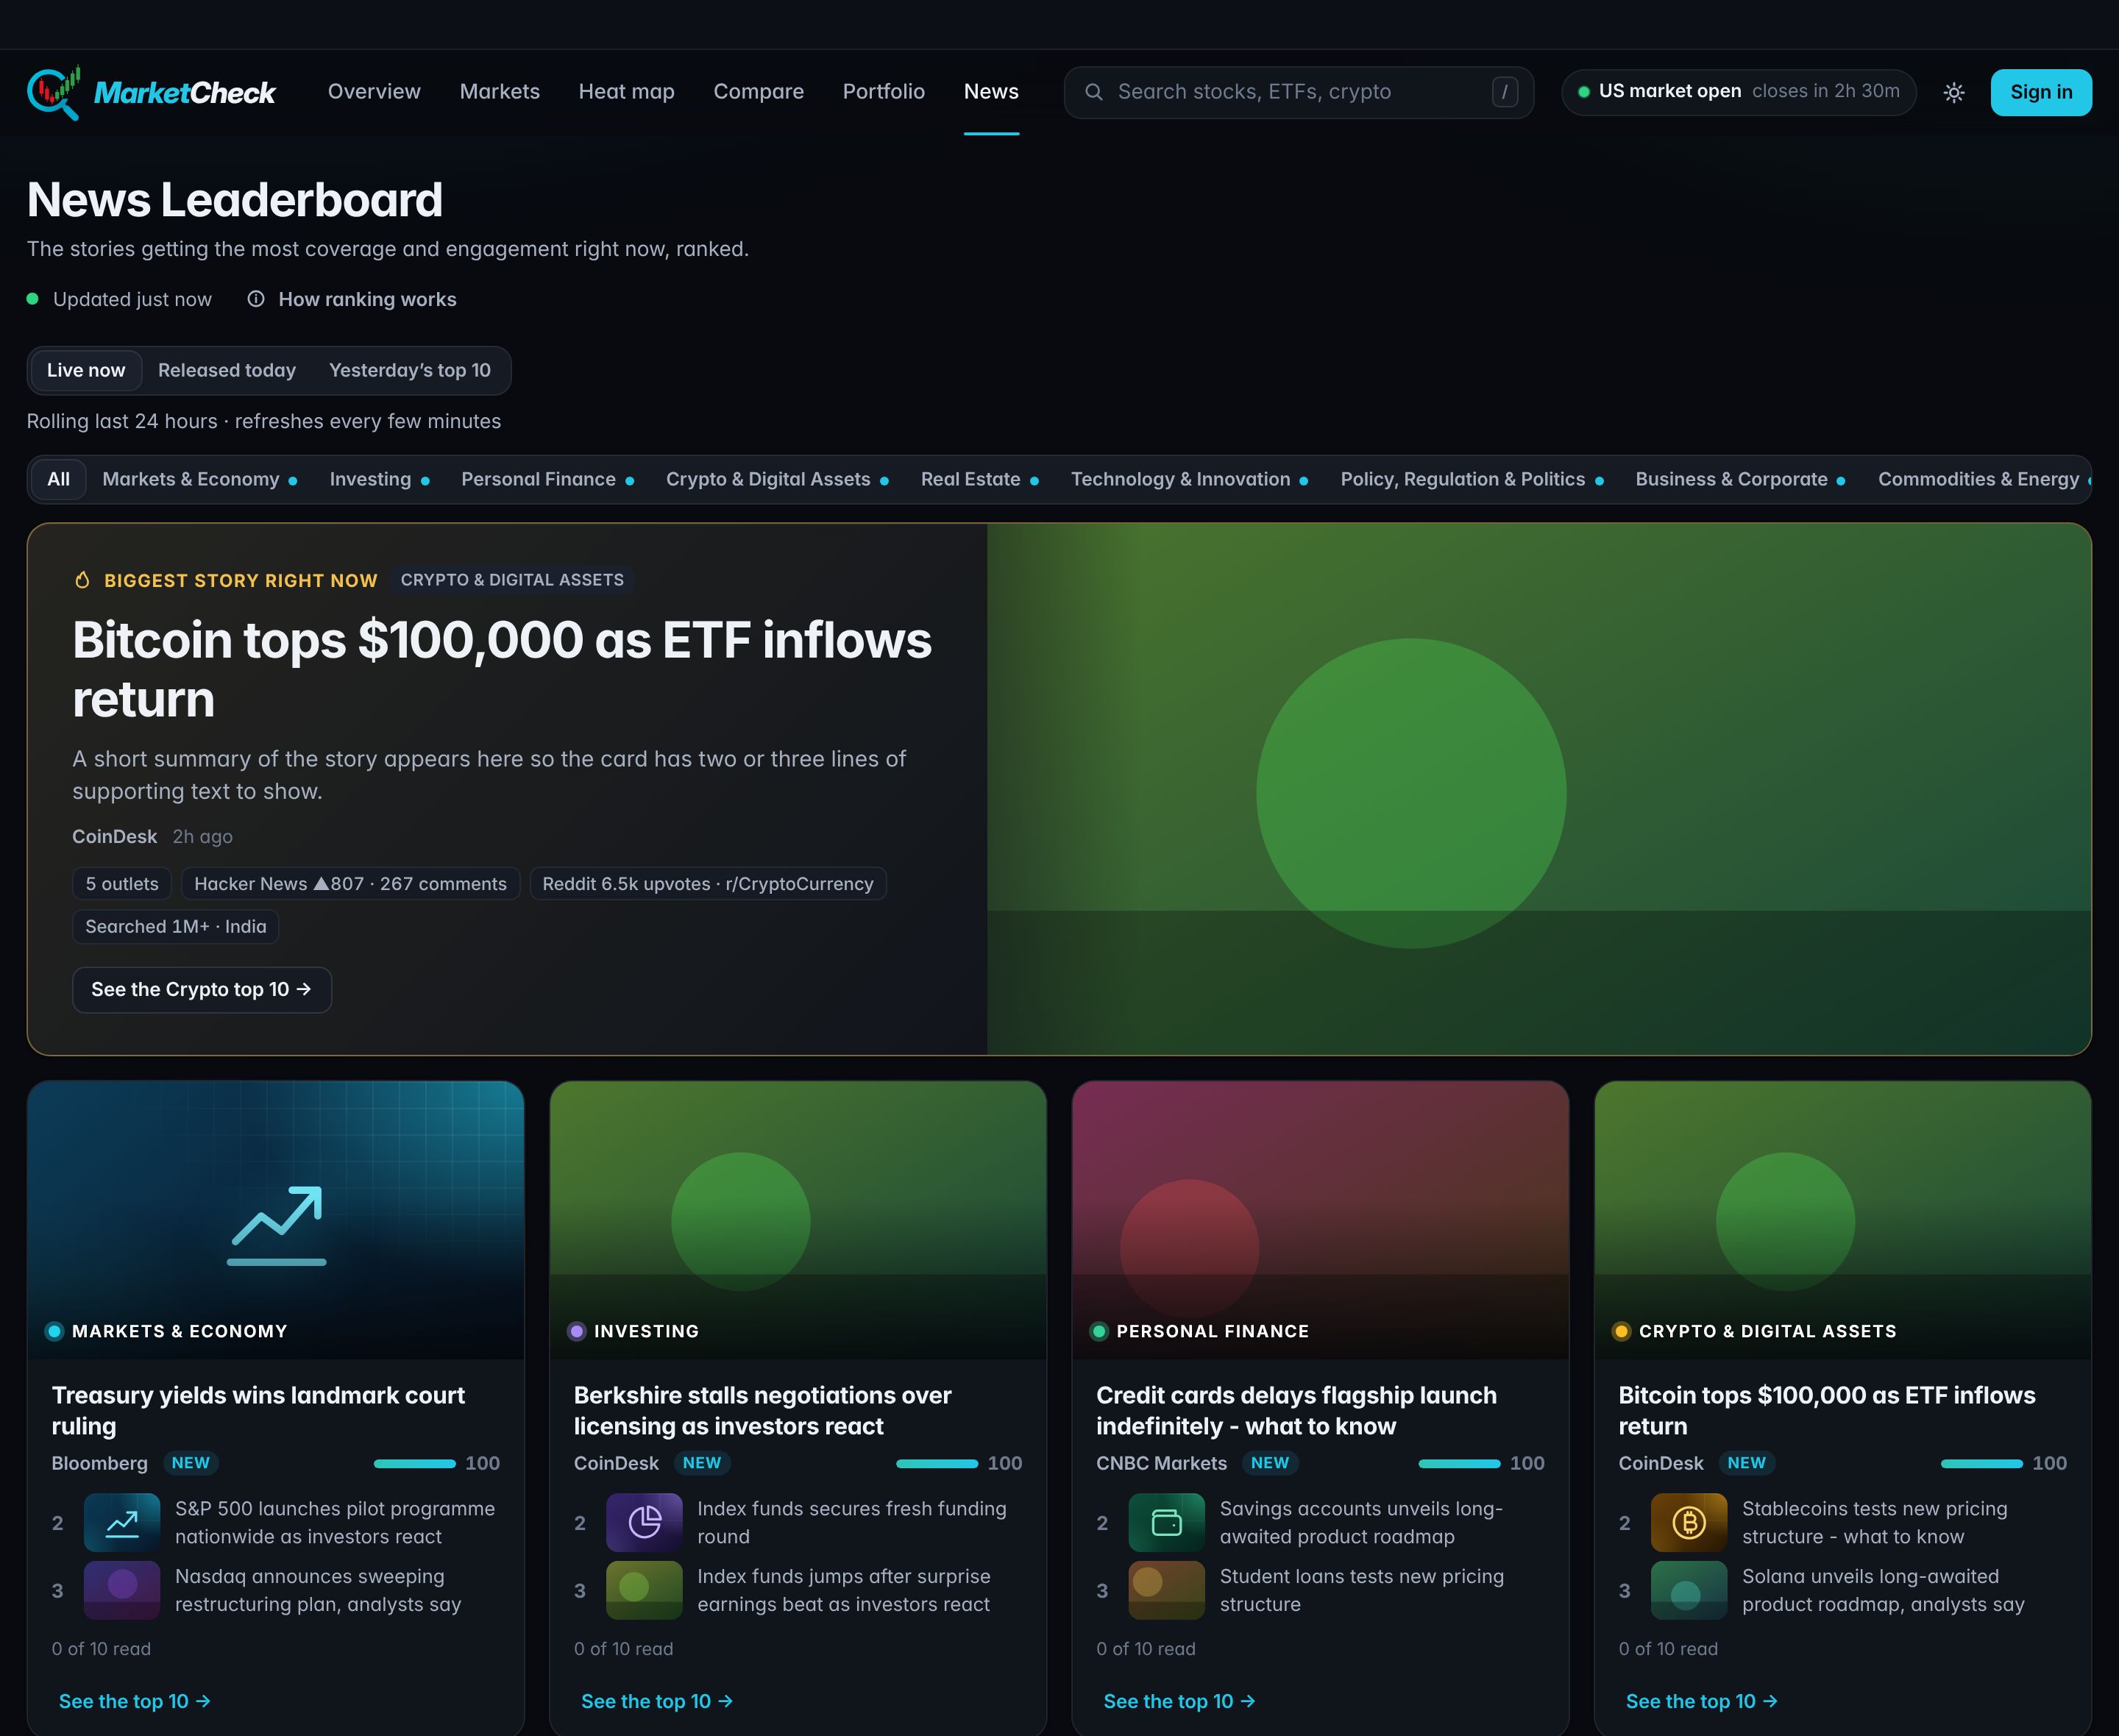 MarketCheck Overview Markets Heat map Compare Portfolio News Search stocks, ETFs, crypto / US market open closes in 2h 30m Sign in
News Leaderboard
The stories getting the most coverage and engagement right now, ranked.
Updated just now How ranking works
Live now Released today Yesterday’s top 10
Rolling last 24 hours · refreshes every few minutes
All Markets & Economy Investing Personal Finance Crypto & Digital Assets Real Estate Technology & Innovation Policy, Regulation & Politics Business & Corporate Commodities & Energy
BIGGEST STORY RIGHT NOW CRYPTO & DIGITAL ASSETS
Bitcoin tops $100,000 as ETF inflows
return
A short summary of the story appears here so the card has two or three lines of
supporting text to show.
CoinDesk 2h ago
5 outlets Hacker News ▲807 · 267 comments Reddit 6.5k upvotes · r/CryptoCurrency
Searched 1M+ · India
See the Crypto top 10 →
MARKETS & ECONOMY
Treasury yields wins landmark court
ruling
Bloomberg NEW 100
2 S&P 500 launches pilot programme
nationwide as investors react
3 Nasdaq announces sweeping
restructuring plan, analysts say
0 of 10 read
See the top 10 →
INVESTING
Berkshire stalls negotiations over
licensing as investors react
CoinDesk NEW 100
2 Index funds secures fresh funding
round
3 Index funds jumps after surprise
earnings beat as investors react
0 of 10 read
See the top 10 →
PERSONAL FINANCE
Credit cards delays flagship launch
indefinitely - what to know
CNBC Markets NEW 100
2 Savings accounts unveils long-
awaited product roadmap
3 Student loans tests new pricing
structure
0 of 10 read
See the top 10 →
CRYPTO & DIGITAL ASSETS
Bitcoin tops $100,000 as ETF inflows
return
CoinDesk NEW 100
2 Stablecoins tests new pricing
structure - what to know
3 Solana unveils long-awaited
product roadmap, analysts say
0 of 10 read
See the top 10 →